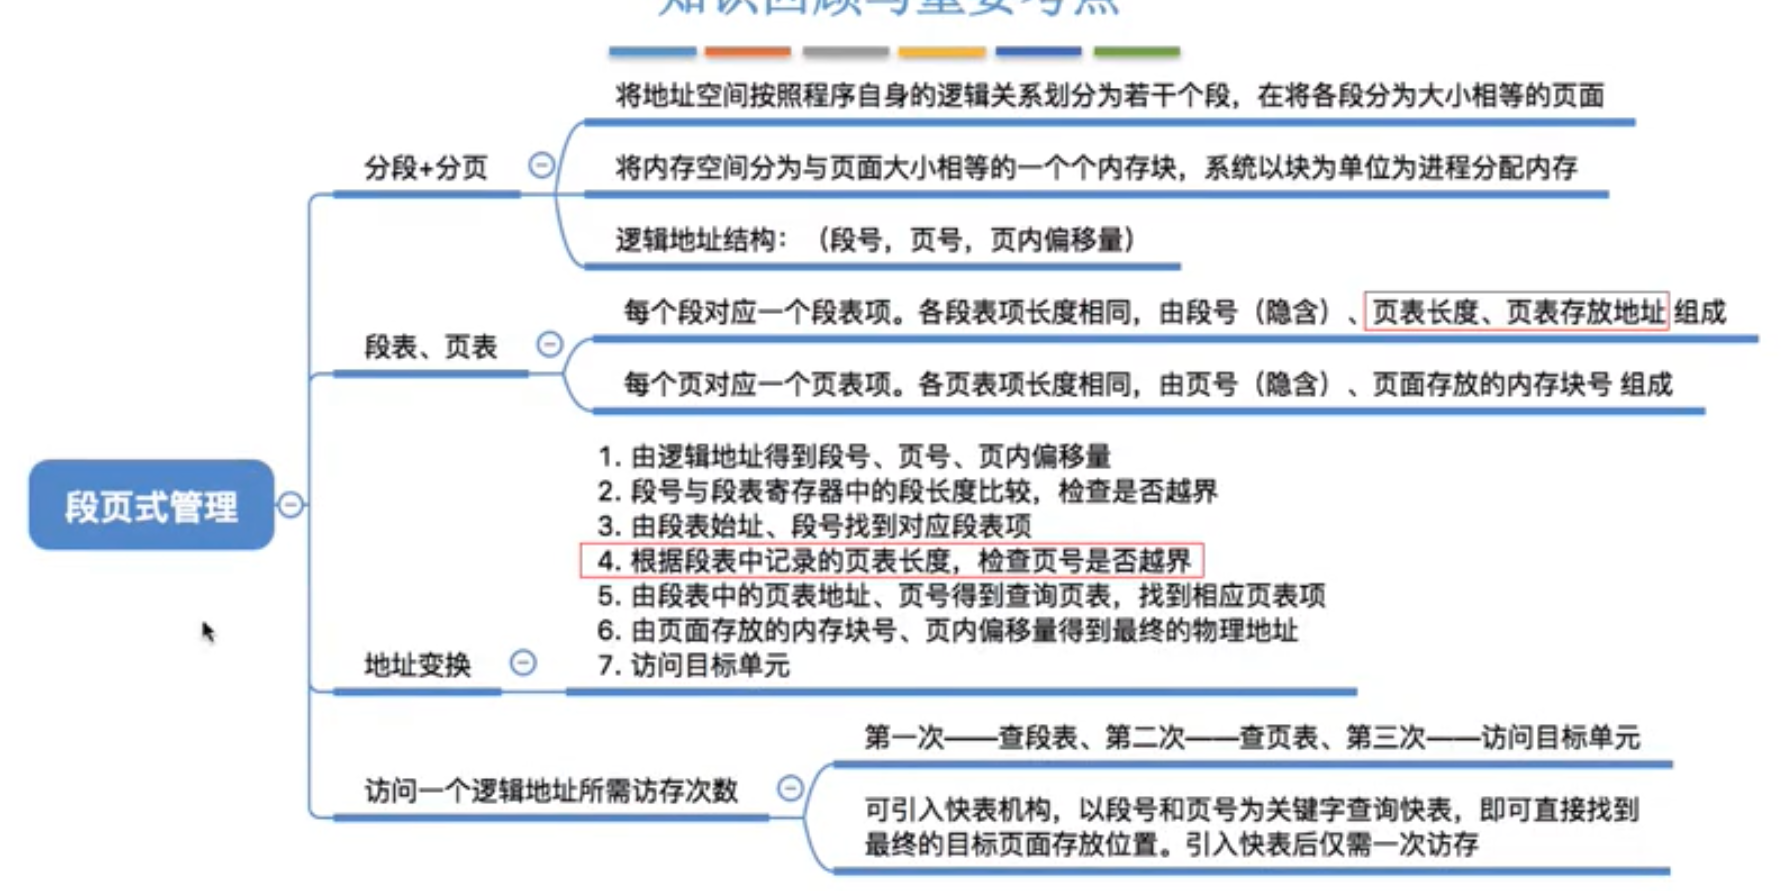 知识回顾与重要考点
将地址空间按照程序自身的逻辑关系划分为若干个段，在将各段分为大小相等的页面
分段+分页
将内存空间分为与页面大小相等的一个个内存块，系统以块为单位为进程分配内存
逻辑地址结构：（段号，页号，页内偏移量）
每个段对应一个段表项。各段表项长度相同，由段号（隐含）、页表长度、页表存放地址 组成
段表、页表
每个页对应一个页表项。各页表项长度相同，由页号（隐含）、页面存放的内存块号 组成
段页式管理
1. 由逻辑地址得到段号、页号、页内偏移量
2. 段号与段表寄存器中的段长度比较，检查是否越界
3. 由段表始址、段号找到对应段表项
4. 根据段表中记录的页表长度，检查页号是否越界
5. 由段表中的页表地址、页号得到查询页表，找到相应页表项
6. 由页面存放的内存块号、页内偏移量得到最终的物理地址
7. 访问目标单元
地址变换
第一次——查段表、第二次——查页表、第三次——访问目标单元
访问一个逻辑地址所需访存次数
可引入快表机构，以段号和页号为关键字查询快表，即可直接找到
最终的目标页面存放位置。引入快表后仅需一次访存